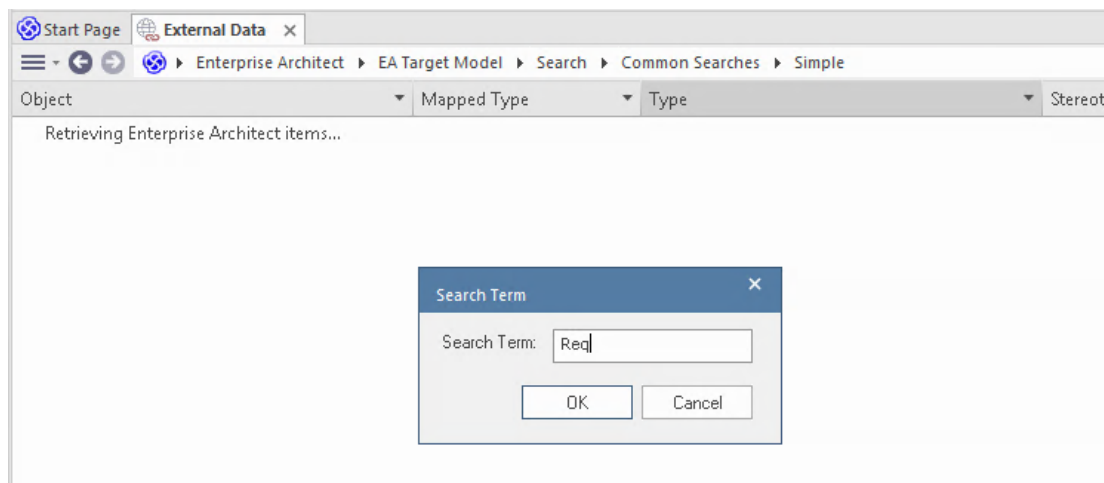 Start Page External Data
Enterprise Architect EA Target Model Search Common Searches Simple
Object Mapped Type Type Stereot
Retrieving Enterprise Architect items...
Search Term
Search Term: Req
OK Cancel